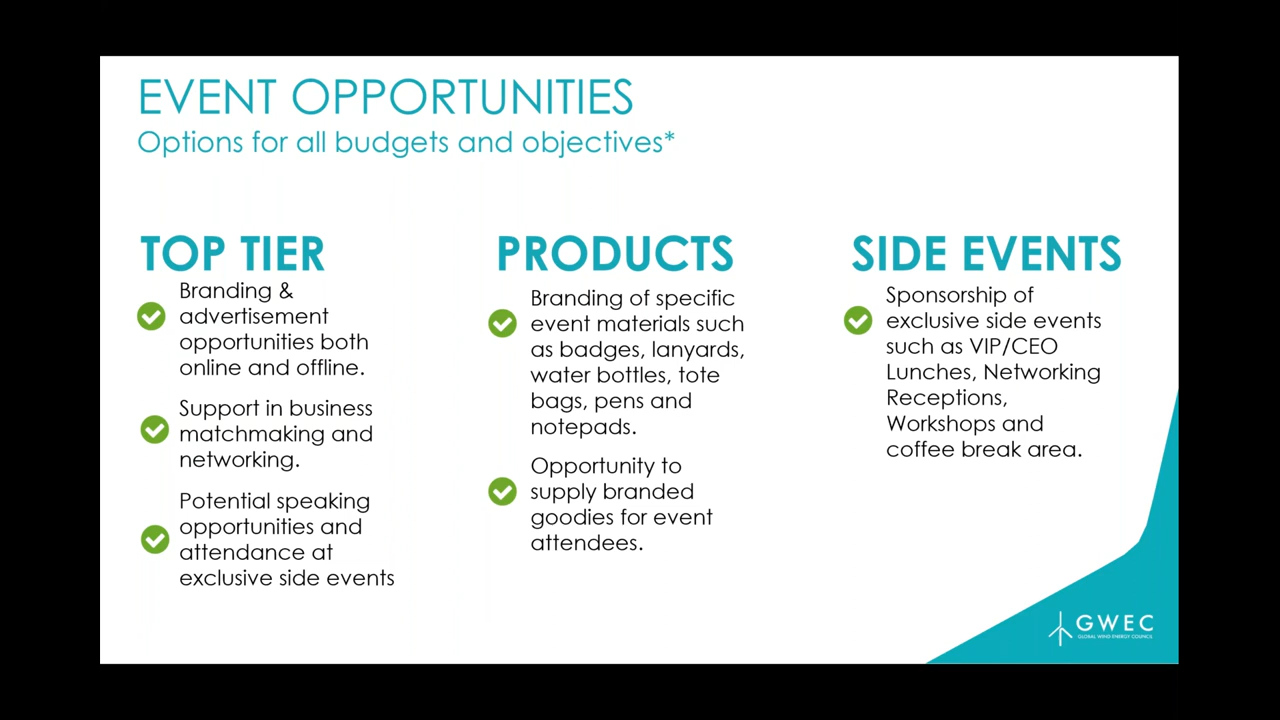 EVENT OPPORTUNITIES
Options for all budgets and objectives*
TOP TIER
Branding &
advertisement
opportunities both
online and offline.
Support in business
matchmaking and
networking.
Potential speaking
opportunities and
attendance at
exclusive side events
PRODUCTS
Branding of specific
event materials such
as badges, lanyards,
water bottles, tote
bags, pens and
notepads.
Opportunity to
supply branded
goodies for event
attendees.
SIDE EVENTS
Sponsorship of
exclusive side events
such as VIP/CEO
Lunches, Networking
Receptions,
Workshops and
coffee break area.
GWEC
GLOBAL WIND ENERGY COUNCIL